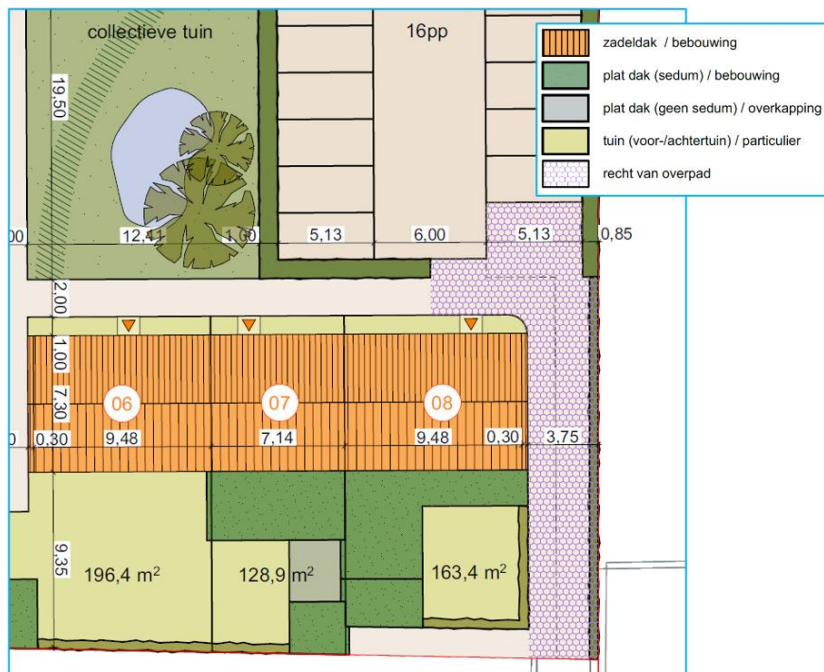 collectieve tuin
16pp
zadeldak / bebouwing
plat dak (sedum) / bebouwing
plat dak (geen sedum) / overkapping
tuin (voor-/achtertuin) / particulier
recht van overpad
19,50
00
12,41
1,00
5,13
6,00
5,13
0,85
2,00
1,00
7,30
06
07
08
0
0,30
9,48
7,14
9,48
0,30
3,75
9,35
196,4 m²
128,9 m²
163,4 m²